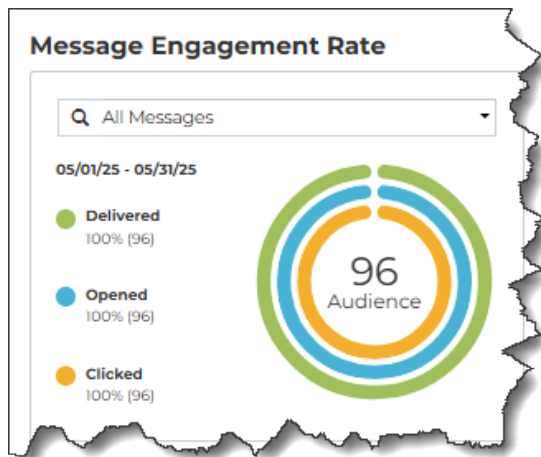 Message Engagement Rate
All Messages
05/01/25 - 05/31/25
Delivered
100% (96)
Opened
100% (96)
Clicked
100% (96)
96
Audience